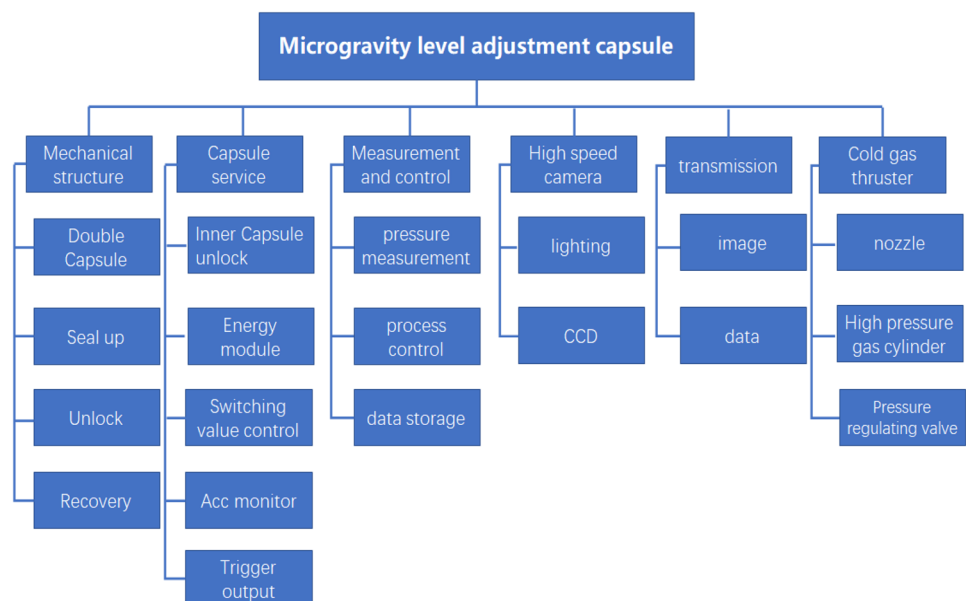 Microgravity level adjustment capsule
Mechanical
structure
Capsule
service
Measurement
and control
High speed
camera
transmission
Cold gas
thruster
Double
Capsule
Inner Capsule
unlock
pressure
measurement
lighting
image
nozzle
Seal up
Energy
module
process
control
CCD
data
High pressure
gas cylinder
Unlock
Switching
value control
data storage
Pressure
regulating valve
Recovery
Acc monitor
Trigger
output